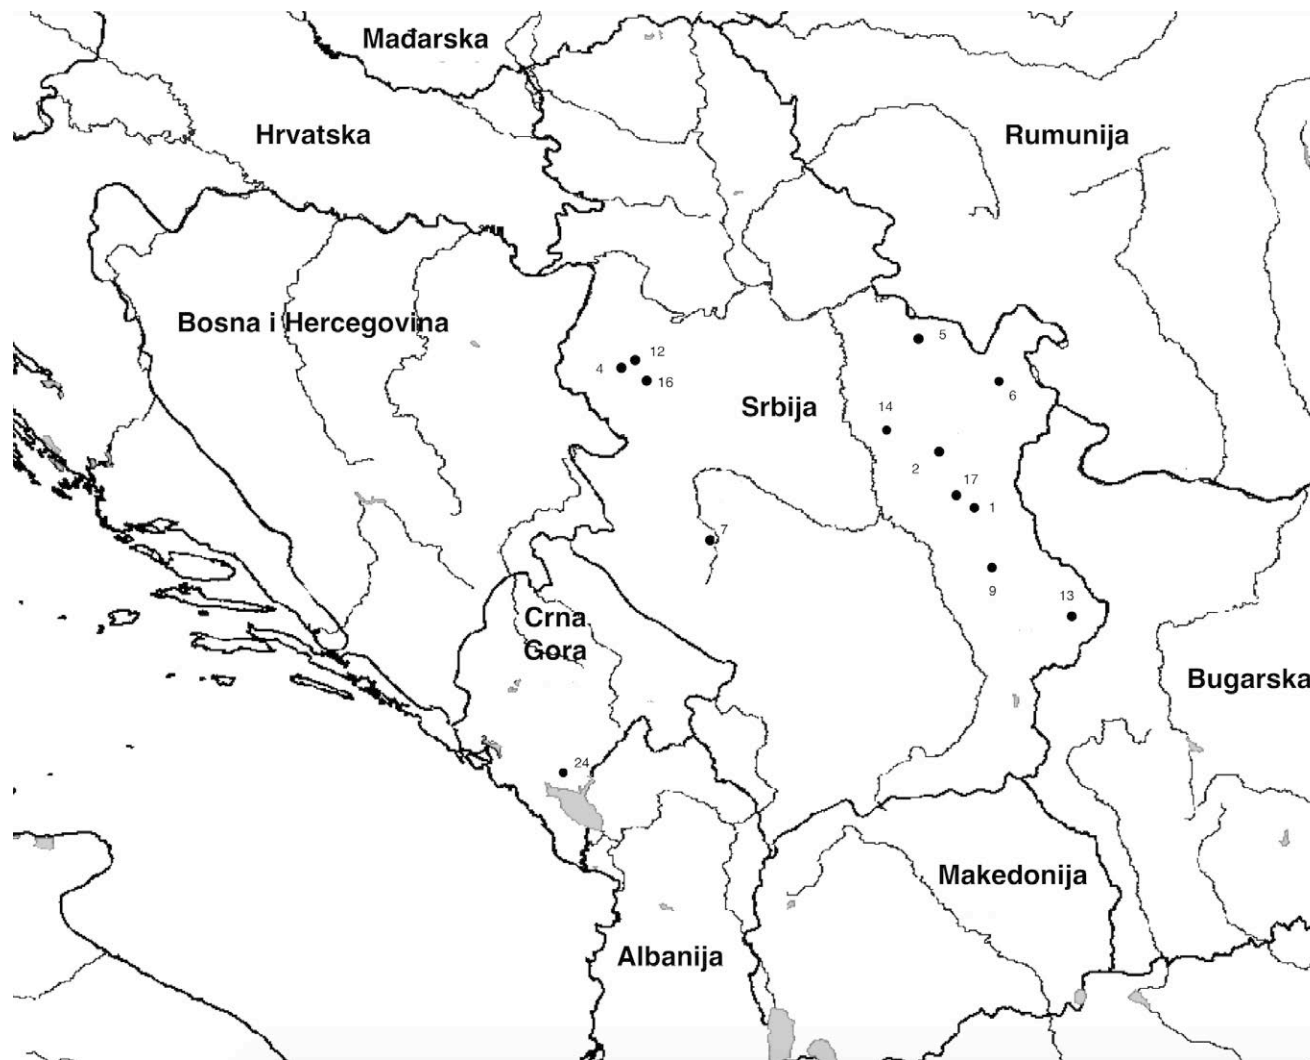 Mađarska
Hrvatska
Rumunija
Bosna i Hercegovina
5
12
4
16
6
Srbija
14
2
17
1
7
9
13
Crna
Gora
Bugarska
24
Makedonija
Albanija